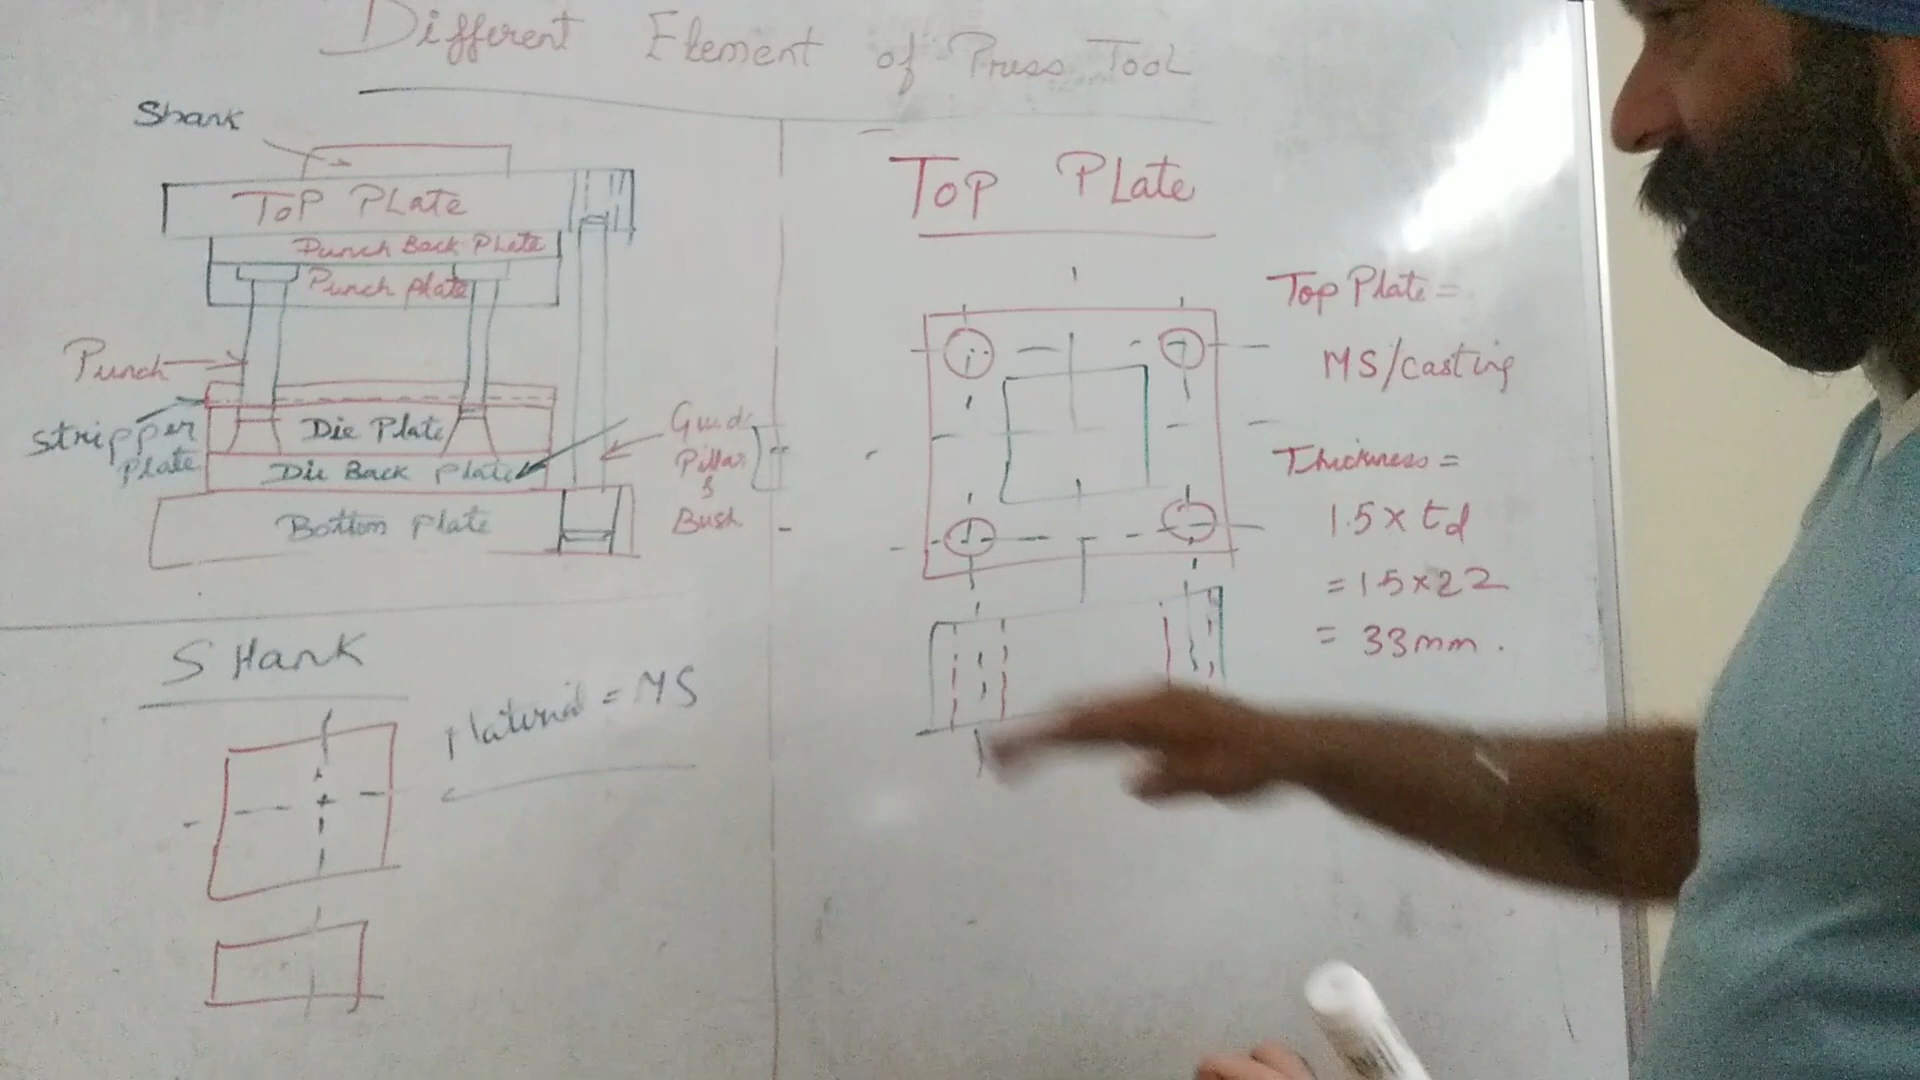 Different Element of Press Tool
Shank
Top Plate
Punch Back Plate
Punch Plate
Punch
Stripper
Plate
Die Plate
Die Back Plate
Bottom Plate
Guide
Pillar
&
Bush
Shank
Material = MS
Top Plate
Top Plate =
MS/casting
Thickness =
1.5 x td
= 1.5x22
= 33mm.